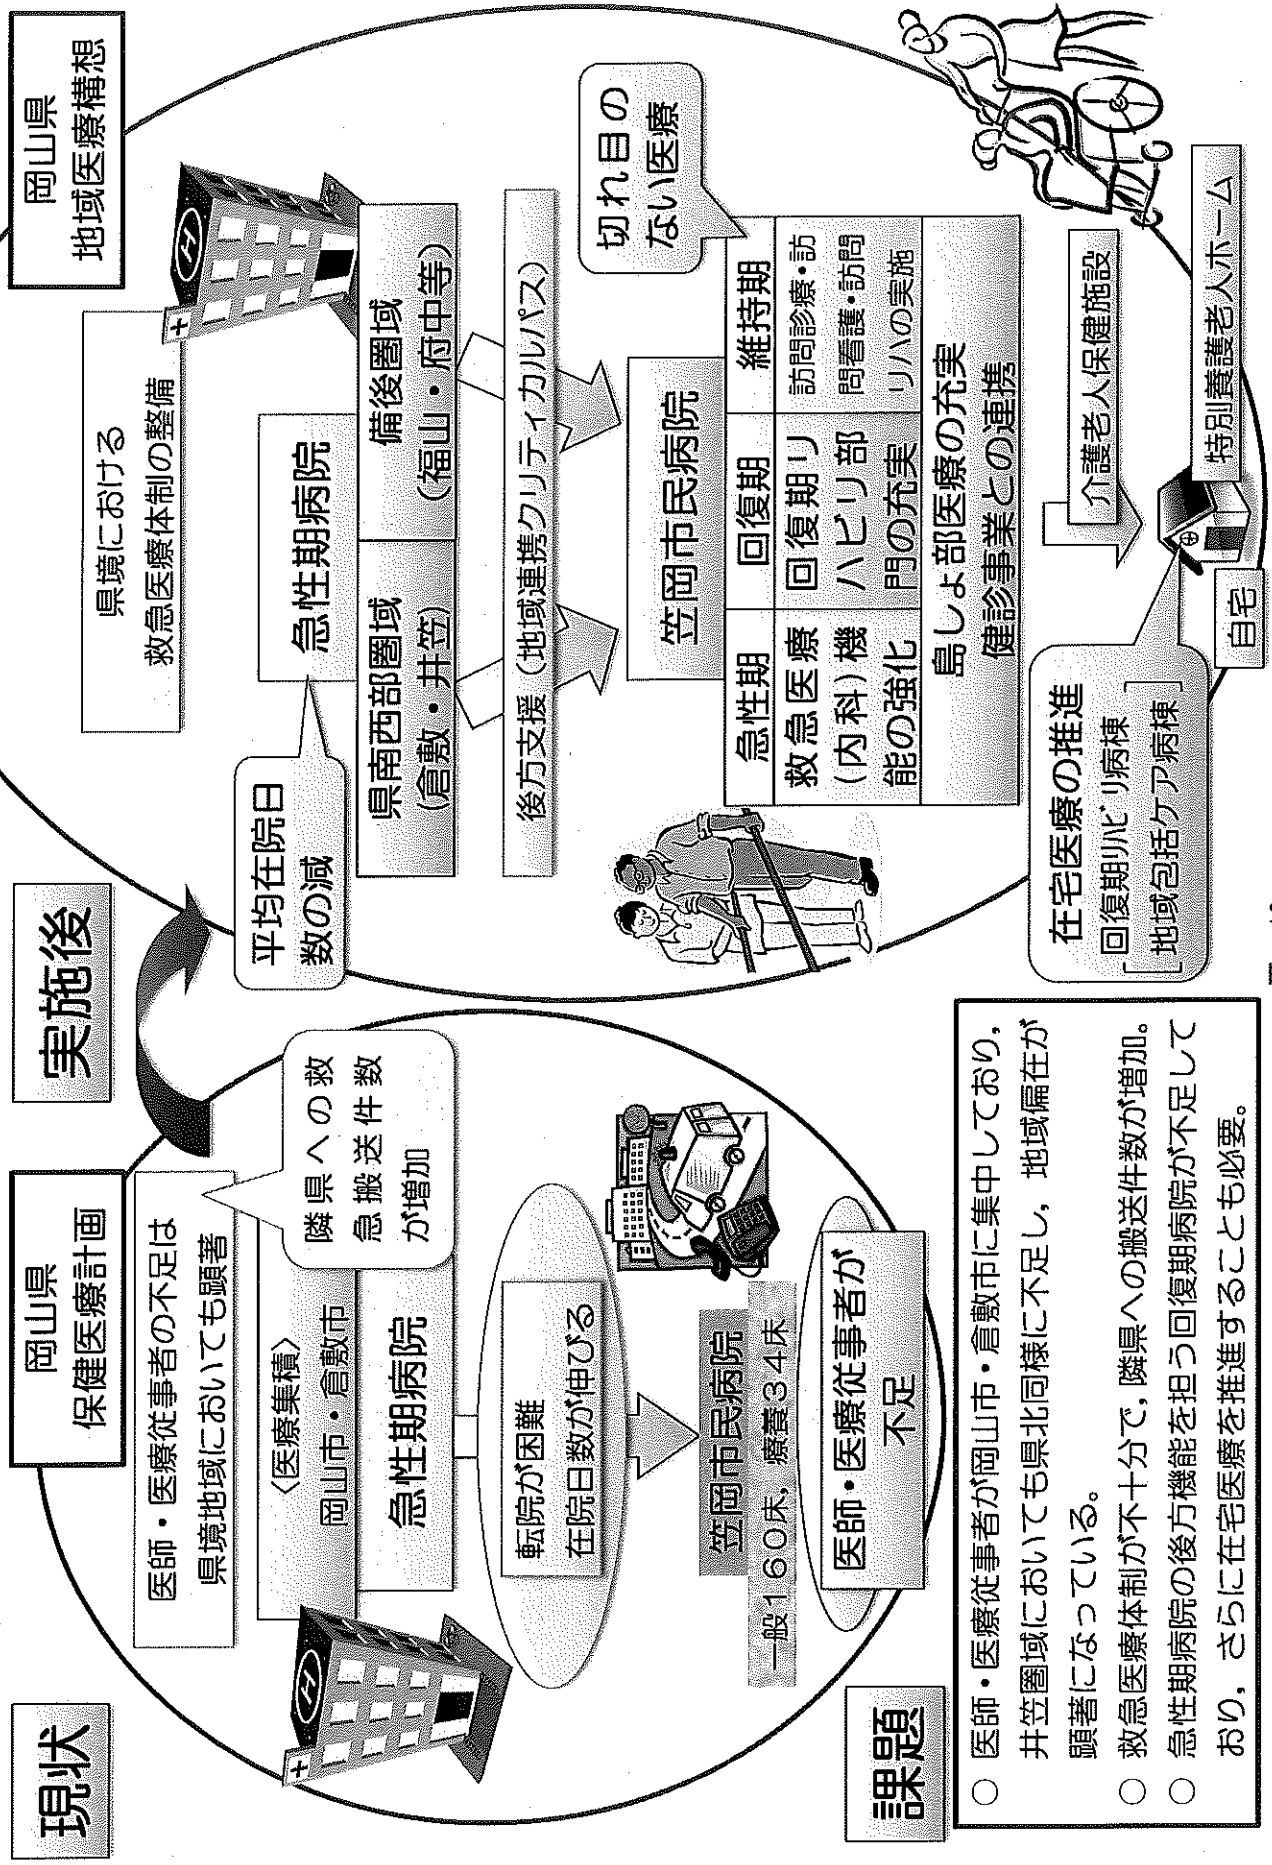 現状
岡山県
保健医療計画
医師・医療従事者の不足は
県境地域においても顕著
〈医療集積〉
岡山市・倉敷市
急性期病院
隣県への救
急搬送件数
が増加
転院が困難
在院日数が伸びる
笠岡市民病院
一般160床，療養34床
医師・医療従事者が
不足
課題
○ 医師・医療従事者が岡山市・倉敷市に集中しており，
井笠圏域においても県北同様に不足し，地域偏在が
顕著になっている。
○ 救急医療体制が不十分で，隣県への搬送件数が増加。
○ 急性期病院の後方機能を担う回復期病院が不足して
おり，さらに在宅医療を推進することも必要。
実施後
岡山県
地域医療構想
県境における
救急医療体制の整備
平均在院日
数の減
急性期病院
県南西部圏域
（倉敷・井笠）
備後圏域
（福山・府中等）
後方支援（地域連携クリティカルパス）
笠岡市民病院
切れ目の
ない医療
急性期
救急医療
（内科）機
能の強化
回復期
回復期リ
ハビリ部
門の充実
維持期
訪問診療・訪
問看護・訪問
リハの実施
島しょ部医療の充実
健診事業との連携
在宅医療の推進
回復期リハビリ病棟
地域包括ケア病棟
介護老人保健施設
自宅
特別養護老人ホーム
H
H